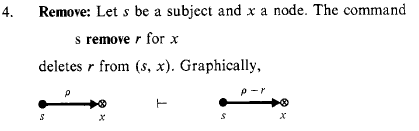 4. Remove: Let s be a subject and x a node. The command
s remove r for x
deletes r from (s, x). Graphically,
ρ ⊢ ρ – r
s x s x